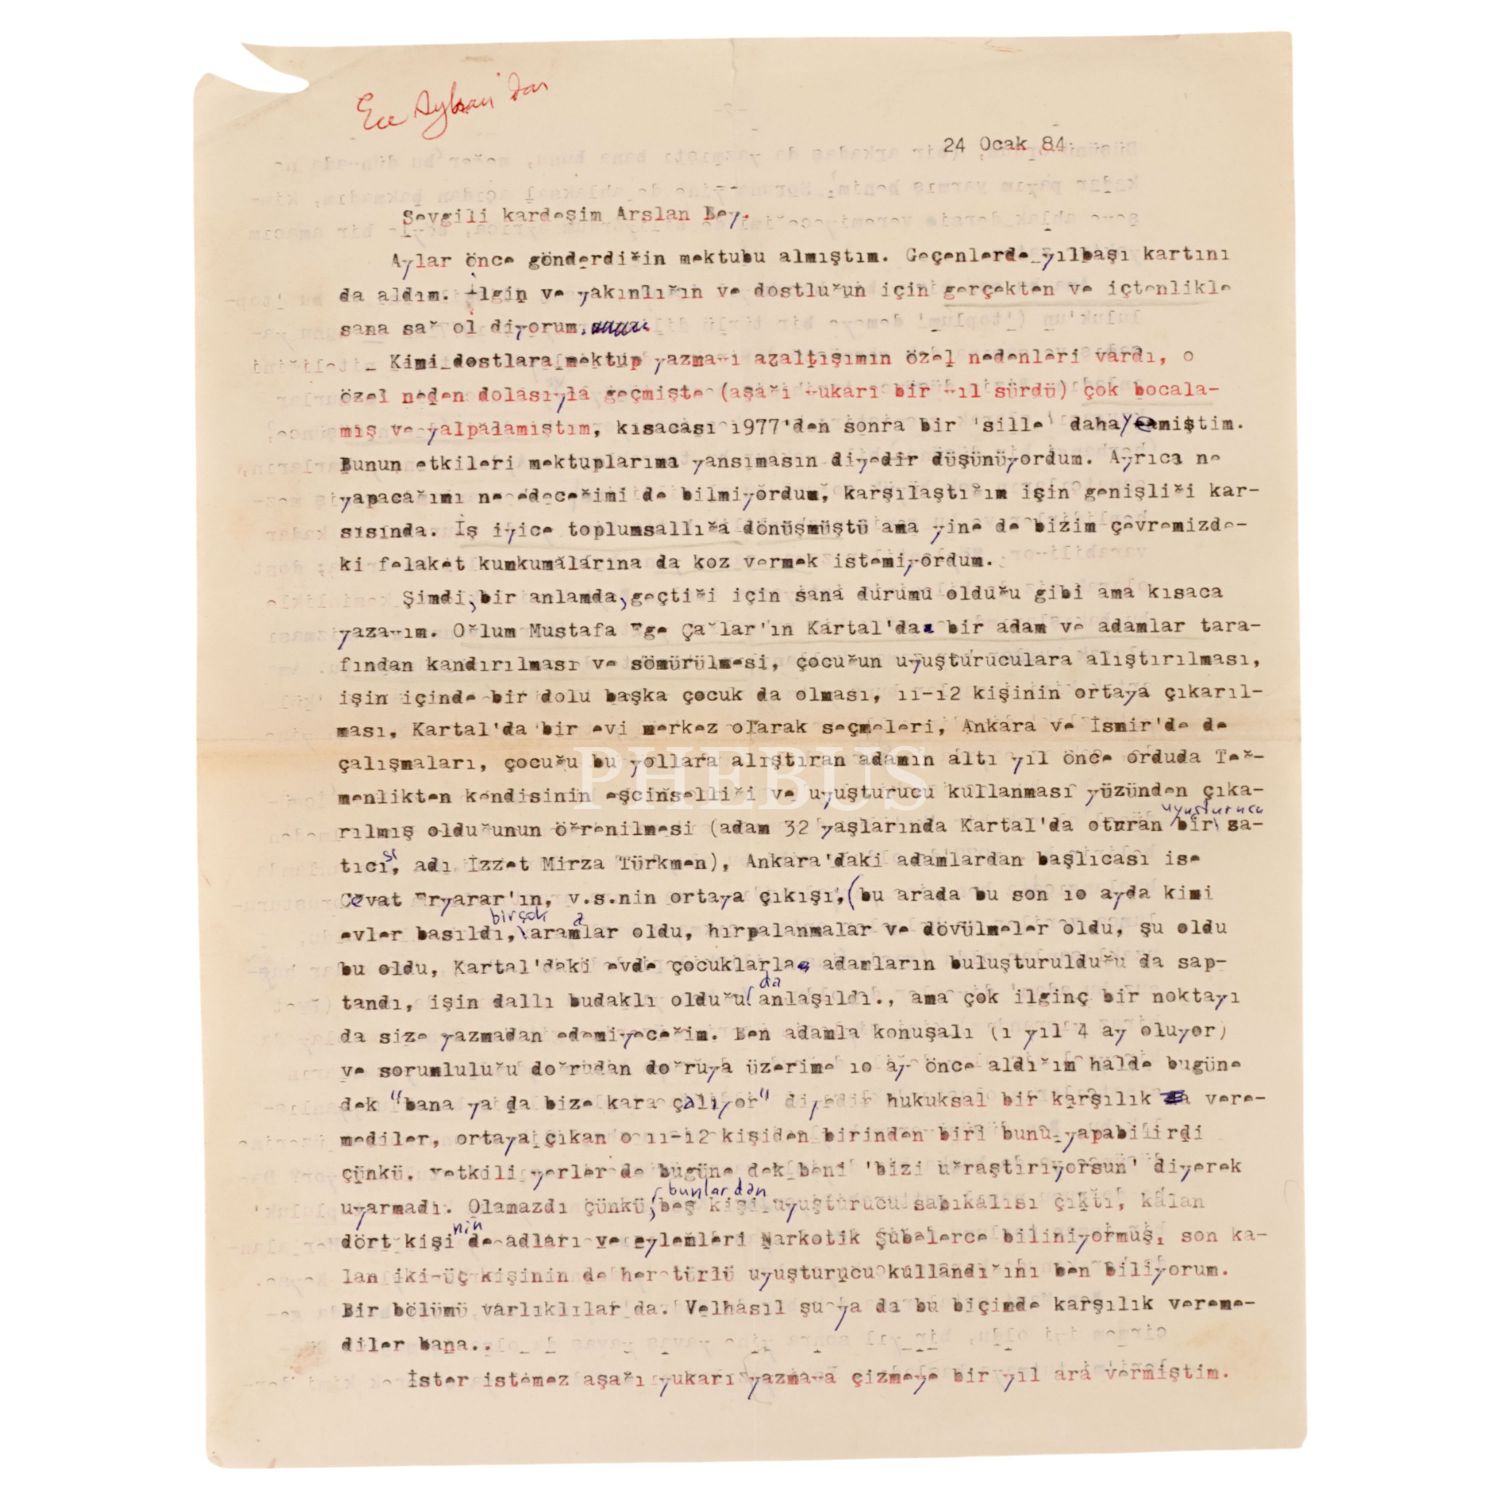 Ece Ayhan'dan
24 Ocak 84.
Sevgili kardeşim Arslan Bey.
Aylar önce gönderdiğin mektubu almıştım. Geçenlerde yılbaşı kartını
da aldım. İlgin ve yakınlığın ve dostluğun için gerçekten ve içtenlikle
sana sağ ol diyorum.
Kimi dostlara mektup yazmayı azaltışımın özel nedenleri vardı, o
özel neden dolasıyla geçmişte (aşağı yukarı bir yıl sürdü) çok bocala-
mış ve yalpalamıştım, kısacası 1977'den sonra bir 'sille' daha yemiştim.
Bunun etkileri mektuplarıma yansımasın diyedir düşünüyordum. Ayrıca ne
yapacağımı ne edeceğimi de bilmiyordum, karşılaştığım işin genişliği kar-
sısında. İş iyice toplumsallığa dönüşmüştü ama yine de bizim çevremizde-
ki felaket kumkumalarına da koz vermek istemiyordum.
Şimdi, bir anlamda, geçtiği için sana durumu olduğu gibi ama kısaca
yazayım. Oğlum Mustafa Ege Çağlar'ın Kartal'da bir adam ve adamlar tara-
fından kandırılması ve sömürülmesi, çocuğun uyuşturuculara alıştırılması,
işin içinde bir dolu başka çocuk da olması, 11-12 kişinin ortaya çıkarıl-
ması, Kartal'da bir evi merkez olarak seçmeleri, Ankara ve İsmir'de de
çalışmaları, çocuğu bu yollara alıştıran adamın altı yıl önce orduda Teğ-
PHEBUS
menlikten kendisinin eşcinselliği ve uyuşturucu kullanması yüzünden çıka-
rılmış olduğunun öğrenilmesi (adam 32 yaşlarında Kartal'da oturan bir uyuşturucu sa-
tıcısı, adı İzzet Mirza Türkmen), Ankara'daki adamlardan başlıcası ise
Cevat Eryarar'ın, v.s.nin ortaya çıkışı, (bu arada bu son 10 ayda kimi
evler basıldı, birçok aramalar oldu, hırpalanmalar ve dövülmeler oldu, şu oldu
bu oldu, Kartal'daki evde çocuklarla adamların buluşturulduğu da sap-
tandı, işin dallı budaklı olduğu da anlaşıldı., ama çok ilginç bir noktayı
da size yazmadan edemiyeceğim. Ben adamla konuşalı (1 yıl 4 ay oluyor)
ve sorumluluğu doğrudan doğruya üzerime 10 ay önce aldığım halde bugüne
dek "bana ya da bize kara çalıyor" diyedir hukuksal bir karşılık vere-
mediler, ortaya çıkan o 11-12 kişiden birinden biri bunu yapabilirdi
çünkü. Yetkili yerler de bugüne dek beni 'bizi uğraştırıyorsun' diyerek
uyarmadı. Olamazdı çünkü, bunlardan beş kişi uyuşturucu sabıkalısı çıktı, kalan
dört kişinin de adları ve eylemleri Narkotik Şübelerce biliniyormuş, son ka-
lan iki-üç kişinin de her türlü uyuşturucu kullandığını ben biliyorum.
Bir bölümü varlıklılar da. Velhasıl şu ya da bu biçimde karşılık vereme-
diler bana..
İster istemez aşağı yukarı yazmaya çizmeye bir yıl ara vermiştim.